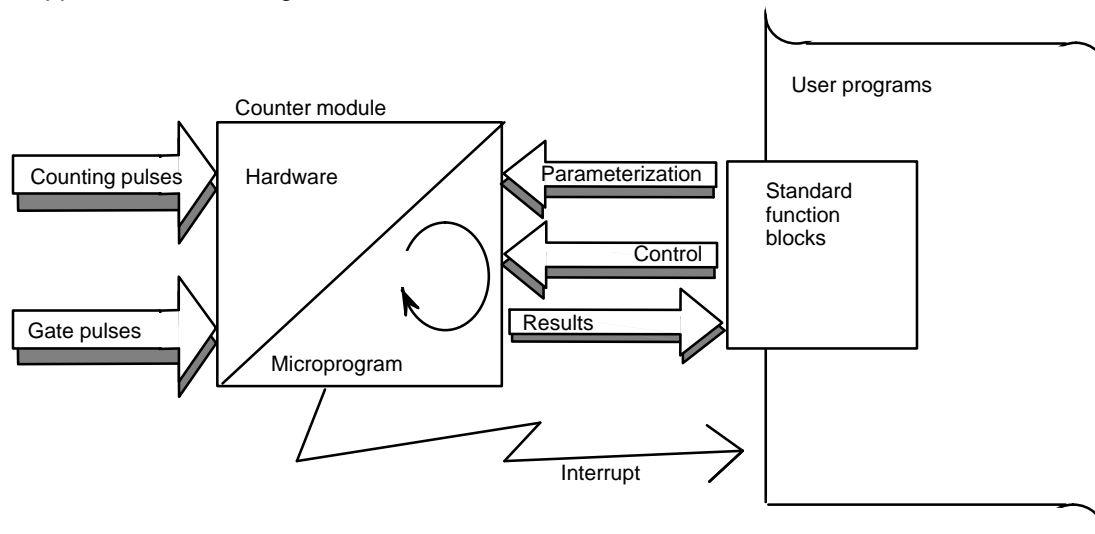 User programs
Counter module
Counting pulses
Hardware
Parameterization
Standard
function
blocks
Control
Gate pulses
Results
Microprogram
Interrupt